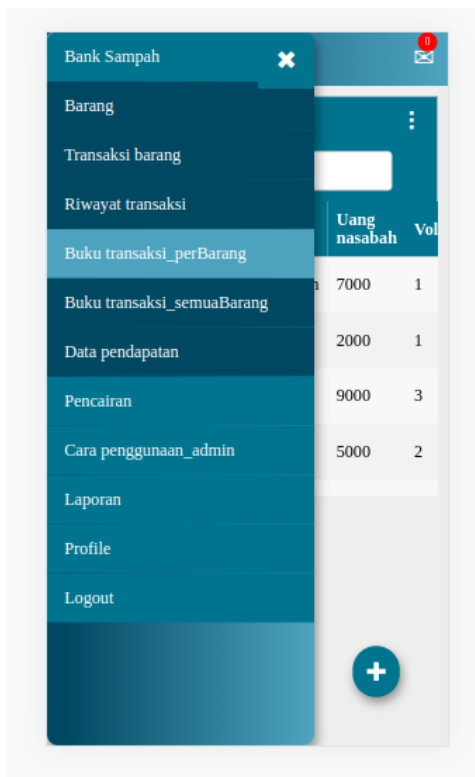 Bank Sampah
0
Barang
Transaksi barang
Riwayat transaksi
Uang
nasabah
Vol
Buku transaksi_perBarang
7000 1
Buku transaksi_semuaBarang
2000 1
Data pendapatan
Pencairan
9000 3
Cara penggunaan_admin
5000 2
Laporan
Profile
Logout